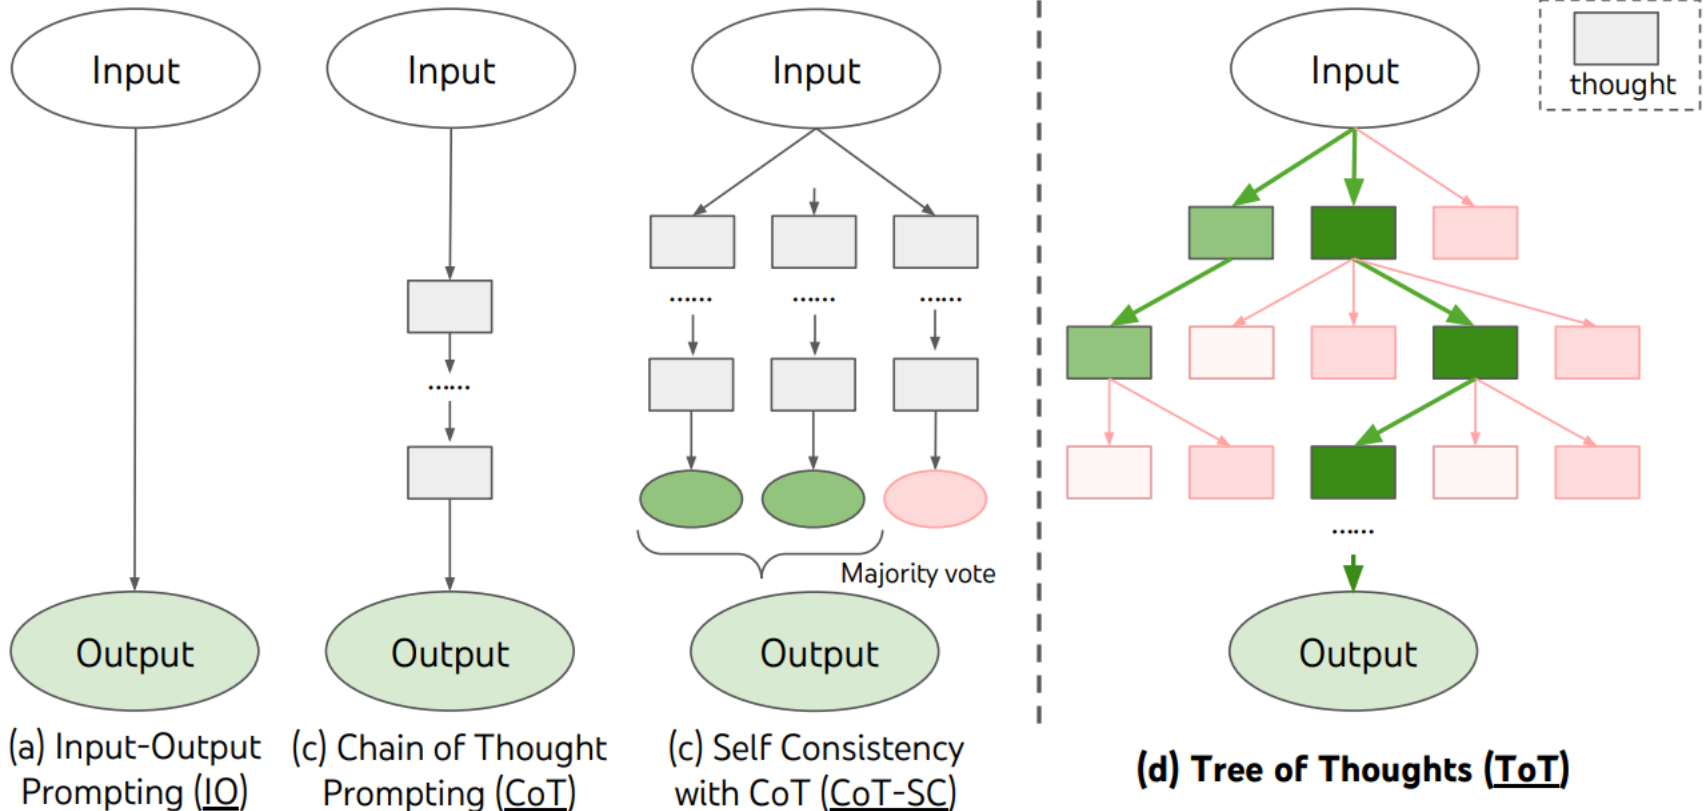 Input
Input
Input
Input
thought
......
......
......
......
......
Majority vote
Output
Output
Output
Output
(a) Input-Output
Prompting (IO)
(c) Chain of Thought
Prompting (CoT)
(c) Self Consistency
with CoT (CoT-SC)
(d) Tree of Thoughts (ToT)